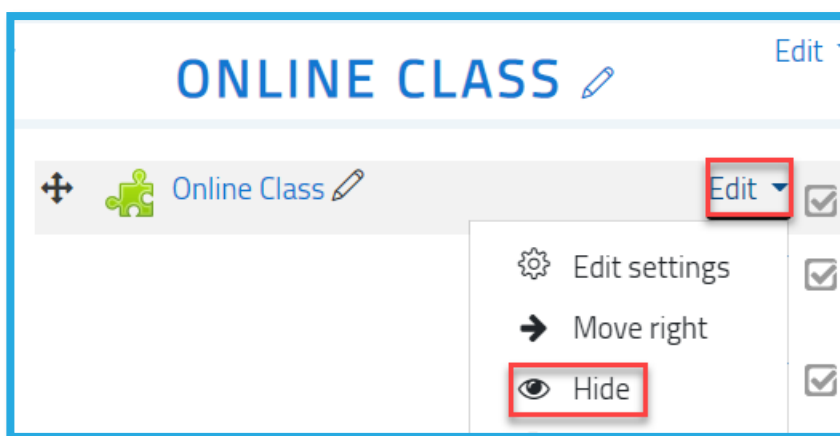 Edit
ONLINE CLASS
Online Class Edit
Edit settings
Move right
Hide